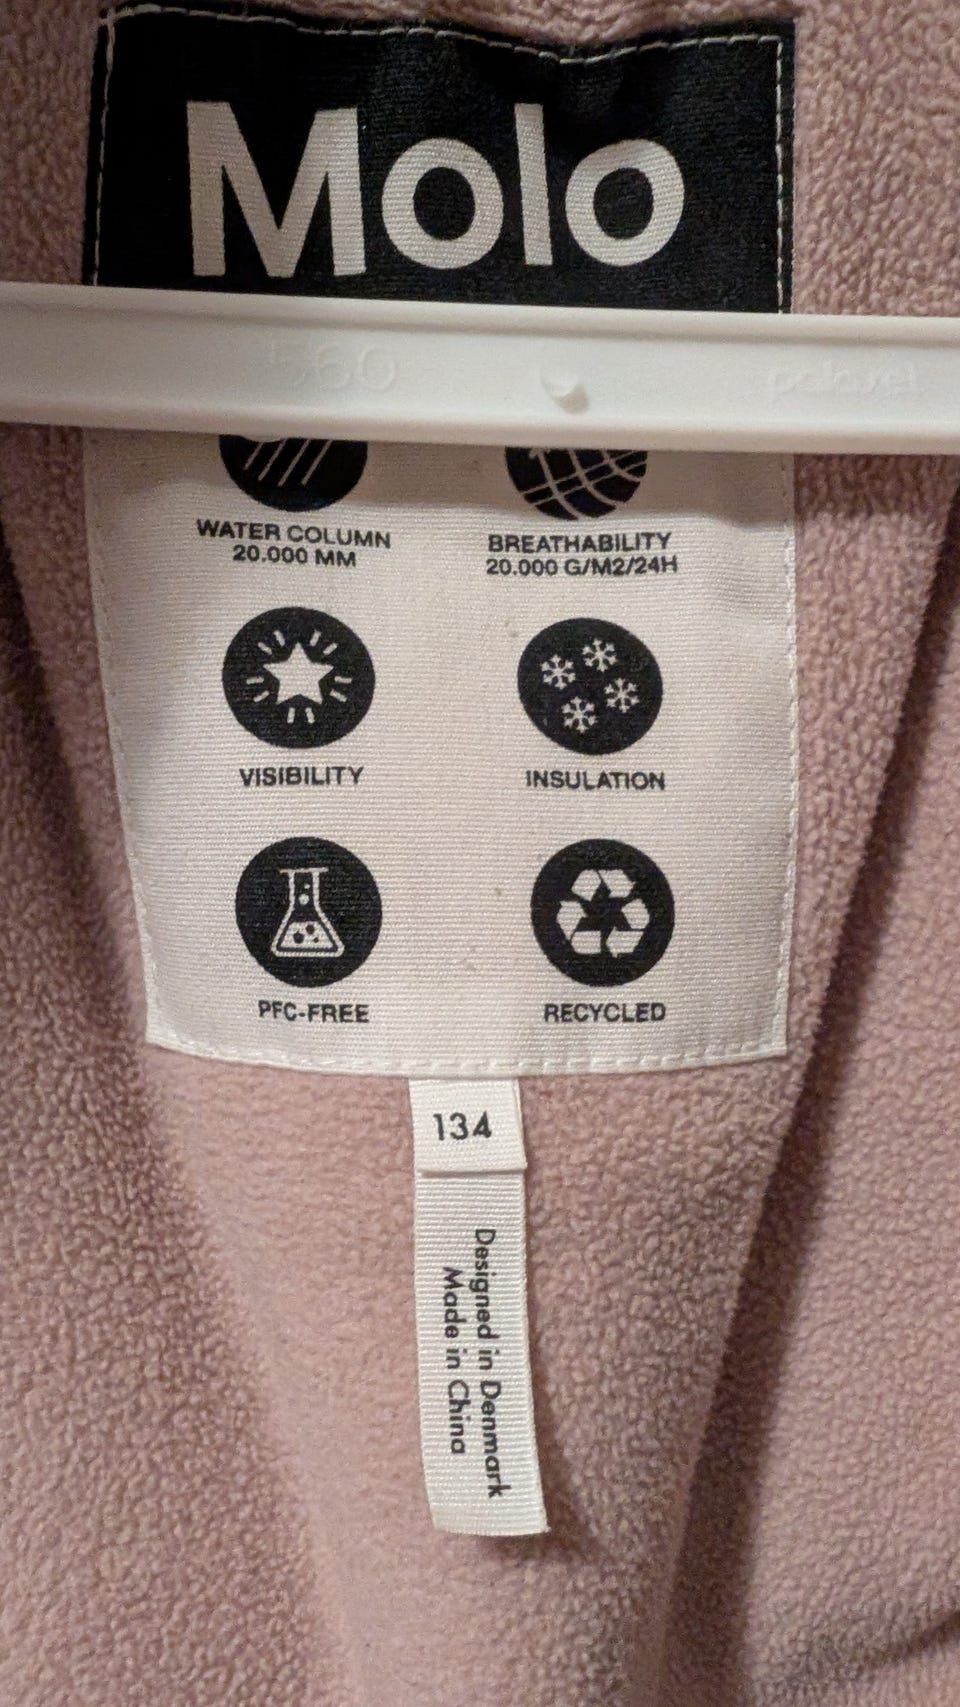 Molo
560
WATER COLUMN
20.000 MM
BREATHABILITY
20.000 G/M2/24H
VISIBILITY
INSULATION
PFC-FREE
RECYCLED
134
Designed in Denmark
Made in China